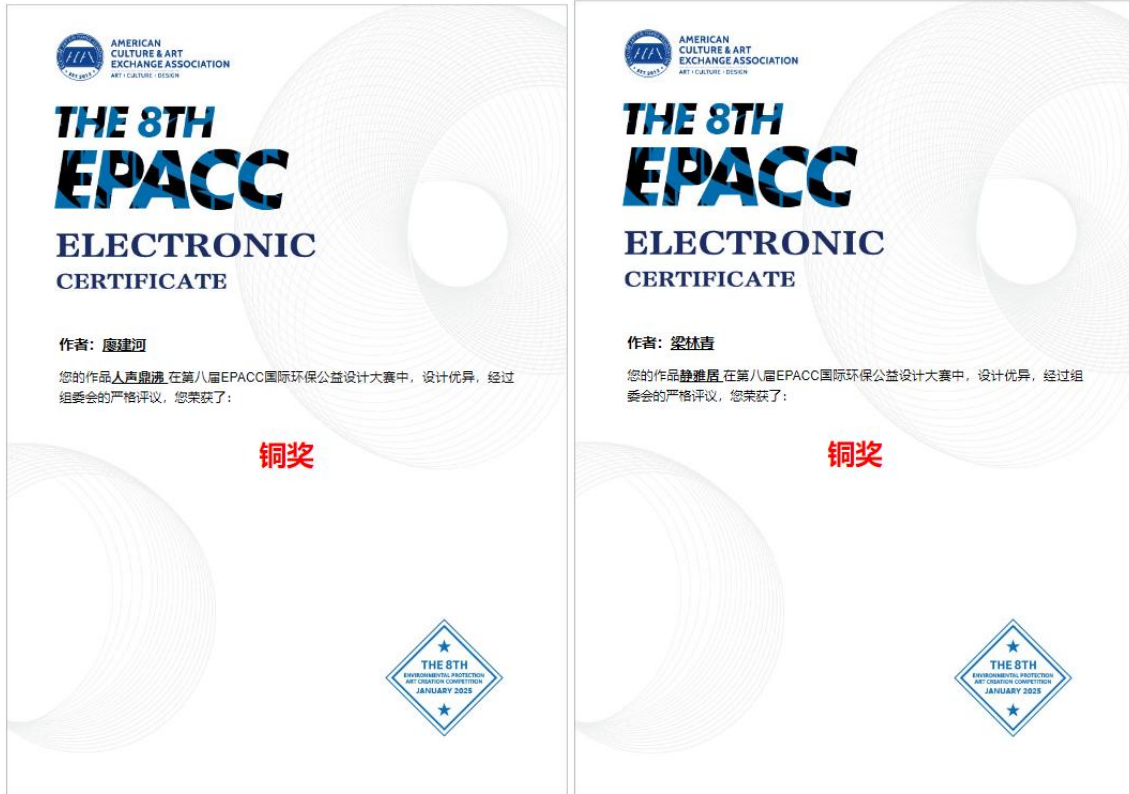 AMERICAN
CULTURE & ART
EXCHANGE ASSOCIATION
ART | CULTURE | DESIGN
THE 8TH
EPACC
ELECTRONIC
CERTIFICATE
作者：廖建河
您的作品人声鼎沸 在第八届EPACC国际环保公益设计大赛中，设计优异，经过
组委会的严格评议，您荣获了：
铜奖
THE 8TH
ENVIRONMENTAL PROTECTION
ART CREATION COMPETITION
JANUARY 2025
AMERICAN
CULTURE & ART
EXCHANGE ASSOCIATION
ART | CULTURE | DESIGN
THE 8TH
EPACC
ELECTRONIC
CERTIFICATE
作者：梁林青
您的作品静雅居 在第八届EPACC国际环保公益设计大赛中，设计优异，经过组
委会的严格评议，您荣获了：
铜奖
THE 8TH
ENVIRONMENTAL PROTECTION
ART CREATION COMPETITION
JANUARY 2025